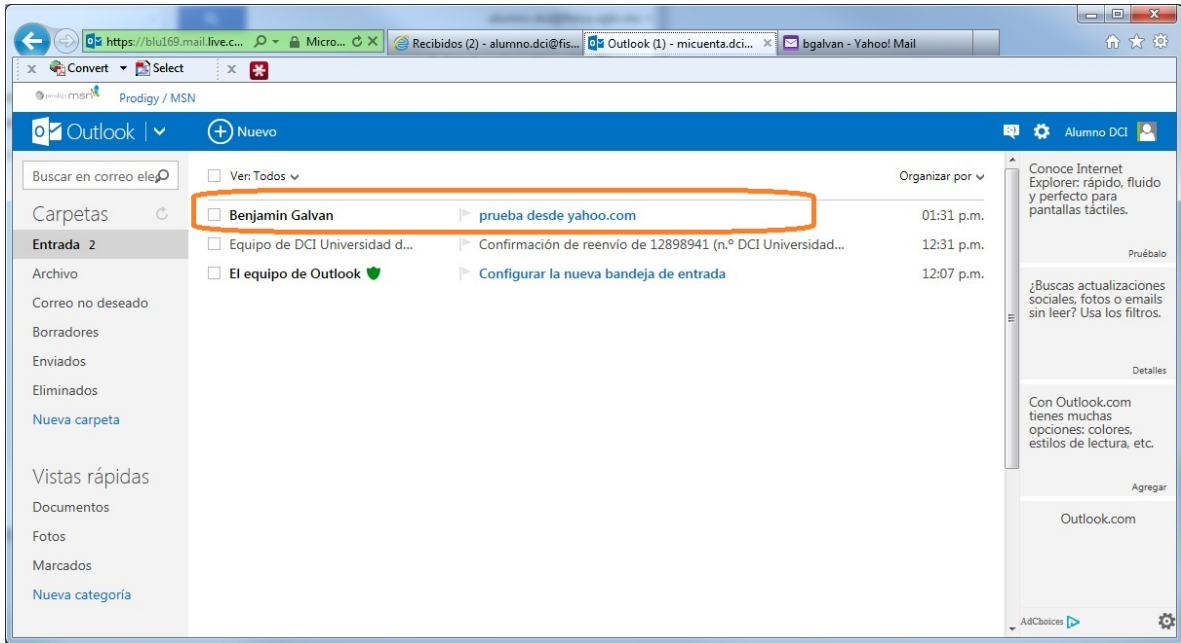 https://blu169.mail.live.c... Micro... Recibidos (2) - alumno.dci@fis... Outlook (1) - micuenta.dci... bgalvan - Yahoo! Mail
x Convert Select x
msn Prodigy / MSN
Outlook Nuevo Alumno DCI
Buscar en correo ele
Ver: Todos Organizar por
Carpetas
Entrada 2
Archivo
Correo no deseado
Borradores
Enviados
Eliminados
Nueva carpeta
Vistas rápidas
Documentos
Fotos
Marcados
Nueva categoría
Benjamin Galvan prueba desde yahoo.com 01:31 p.m.
Equipo de DCI Universidad d... Confirmación de reenvío de 12898941 (n.º DCI Universidad... 12:31 p.m.
El equipo de Outlook Configurar la nueva bandeja de entrada 12:07 p.m.
Conoce Internet
Explorer: rápido, fluido
y perfecto para
pantallas táctiles.
Pruébalo
¿Buscas actualizaciones
sociales, fotos o emails
sin leer? Usa los filtros.
Detalles
Con Outlook.com
tienes muchas
opciones: colores,
estilos de lectura, etc.
Agregar
Outlook.com
AdChoices